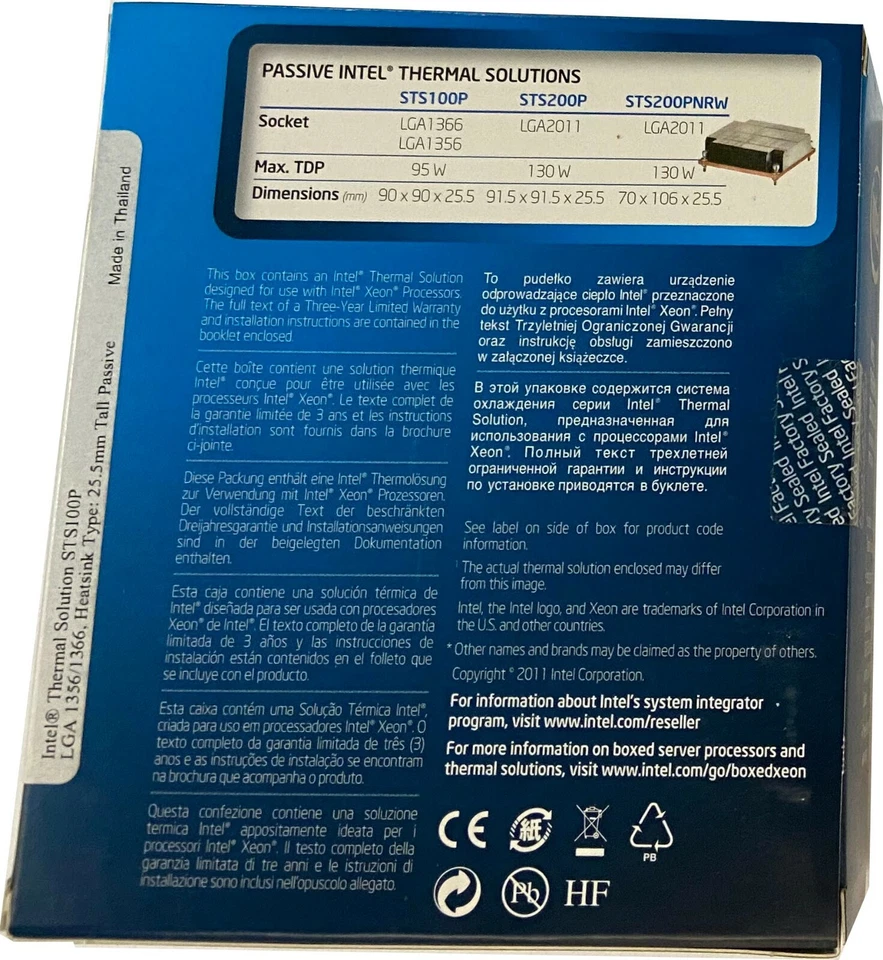 PASSIVE INTEL® THERMAL SOLUTIONS
STS100P STS200P STS200PNRW
Socket LGA1366 LGA2011 LGA2011
LGA1356
Max. TDP 95 W 130 W 130 W
Dimensions (mm) 90 x 90 x 25.5 91.5 x 91.5 x 25.5 70 x 106 x 25.5
Made in Thailand
Intel® Thermal Solution STS100P
LGA 1356/1366, Heatsink Type: 25.5mm Tall Passive
This box contains an Intel® Thermal Solution
designed for use with Intel® Xeon® Processors.
The full text of a Three-Year Limited Warranty
and installation instructions are contained in the
booklet enclosed.
Cette boîte contient une solution thermique
Intel® conçue pour être utilisée avec les
processeurs Intel® Xeon®. Le texte complet de
la garantie limitée de 3 ans et les instructions
d'installation sont fournis dans la brochure
ci-jointe.
Diese Packung enthält eine Intel® Thermolösung
zur Verwendung mit Intel® Xeon® Prozessoren.
Der vollständige Text der beschränkten
Dreijahresgarantie und Installationsanweisungen
sind in der beigelegten Dokumentation
enthalten.
Esta caja contiene una solución térmica de
Intel® diseñada para ser usada con procesadores
Xeon® de Intel®. El texto completo de la garantía
limitada de 3 años y las instrucciones de
instalación están contenidos en el folleto que
se incluye con el producto.
Esta caixa contém uma Solução Térmica Intel®,
criada para uso em processadores Intel® Xeon®. O
texto completo da garantia limitada de três (3)
anos e as instruções de instalação se encontram
na brochura que acompanha o produto.
Questa confezione contiene una soluzione
termica Intel® appositamente ideata per i
processori Intel® Xeon®. Il testo completo della
garanzia limitata di tre anni e le istruzioni di
installazione sono inclusi nell'opuscolo allegato.
To pudełko zawiera urządzenie
odprowadzające ciepło Intel® przeznaczone
do użytku z procesorami Intel® Xeon®. Pełny
tekst Trzyletniej Ograniczonej Gwarancji
oraz instrukcję obsługi zamieszczono
w załączonej książeczce.
В этой упаковке содержится система
охлаждения серии Intel® Thermal
Solution, предназначенная для
использования с процессорами Intel®
Xeon®. Полный текст трехлетней
ограниченной гарантии и инструкции
по установке приводятся в буклете.
See label on side of box for product code
information.
¹ The actual thermal solution enclosed may differ
from this image.
Intel, the Intel logo, and Xeon are trademarks of Intel Corporation in
the U.S. and other countries.
* Other names and brands may be claimed as the property of others.
Copyright © 2011 Intel Corporation.
For information about Intel's system integrator
program, visit www.intel.com/reseller
For more information on boxed server processors and
thermal solutions, visit www.intel.com/go/boxedxeon
CE 紙 PB
Pb HF
Factory Sealed Intel